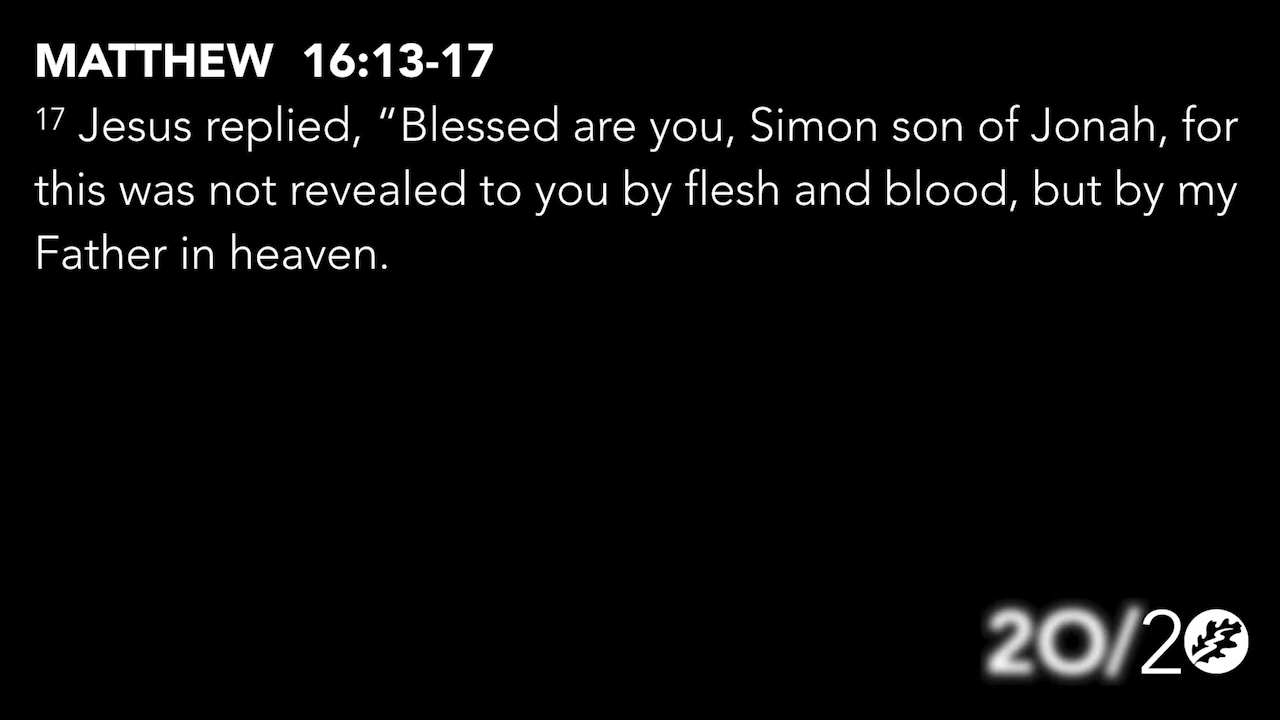 MATTHEW 16:13-17
17 Jesus replied, “Blessed are you, Simon son of Jonah, for
this was not revealed to you by flesh and blood, but by my
Father in heaven.
20/20